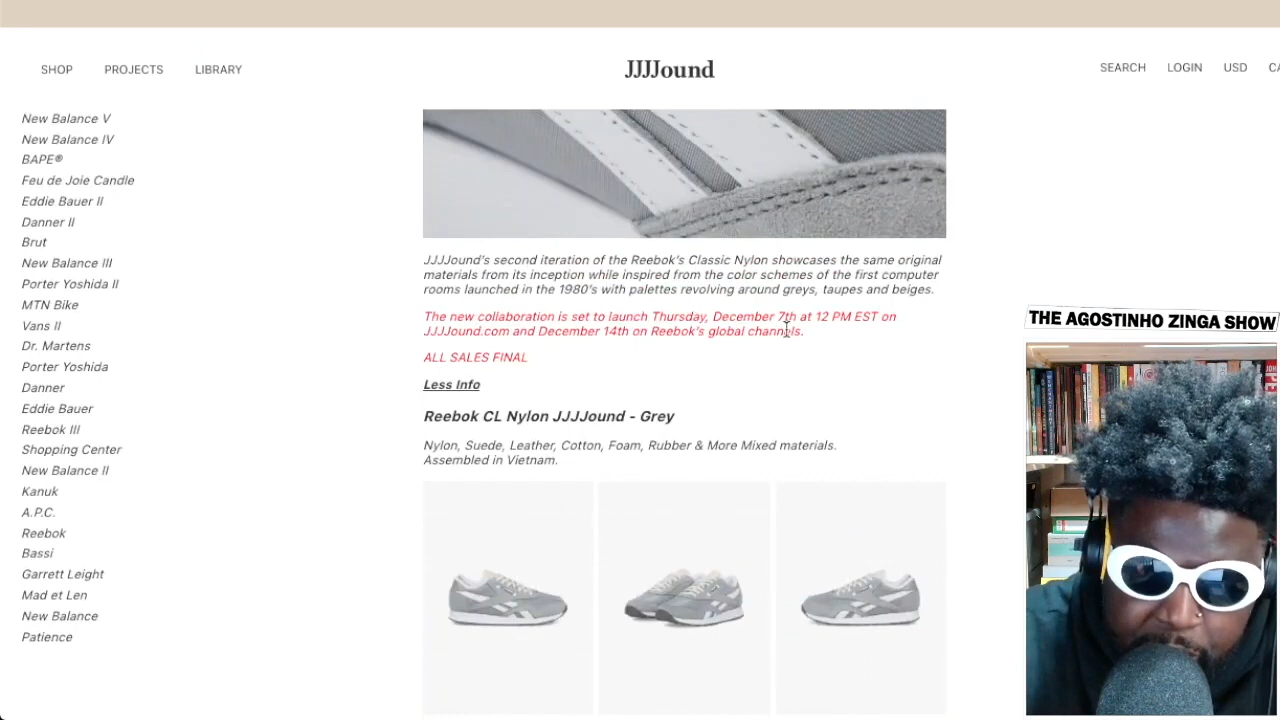 SHOP PROJECTS LIBRARY
JJJJound
SEARCH LOGIN USD CA
New Balance V
New Balance IV
BAPE®
Feu de Joie Candle
Eddie Bauer II
Danner II
Brut
New Balance III
Porter Yoshida II
MTN Bike
Vans II
Dr. Martens
Porter Yoshida
Danner
Eddie Bauer
Reebok III
Shopping Center
New Balance II
Kanuk
A.P.C.
Reebok
Bassi
Garrett Leight
Mad et Len
New Balance
Patience
JJJJound's second iteration of the Reebok's Classic Nylon showcases the same original
materials from its inception while inspired from the color schemes of the first computer
rooms launched in the 1980's with palettes revolving around greys, taupes and beiges.
The new collaboration is set to launch Thursday, December 7th at 12 PM EST on
JJJJound.com and December 14th on Reebok's global channels.
ALL SALES FINAL
Less Info
Reebok CL Nylon JJJJound - Grey
Nylon, Suede, Leather, Cotton, Foam, Rubber & More Mixed materials.
Assembled in Vietnam.
THE AGOSTINHO ZINGA SHOW